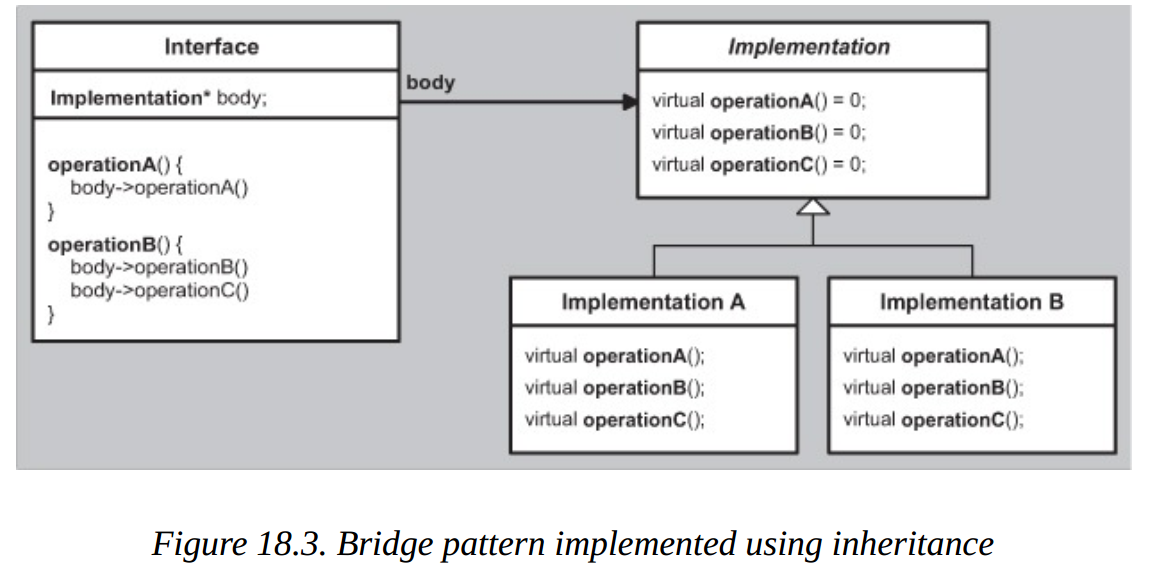 Interface
Implementation* body;
operationA() {
body->operationA()
}
operationB() {
body->operationB()
body->operationC()
}
body
Implementation
virtual operationA() = 0;
virtual operationB() = 0;
virtual operationC() = 0;
Implementation A
virtual operationA();
virtual operationB();
virtual operationC();
Implementation B
virtual operationA();
virtual operationB();
virtual operationC();
Figure 18.3. Bridge pattern implemented using inheritance